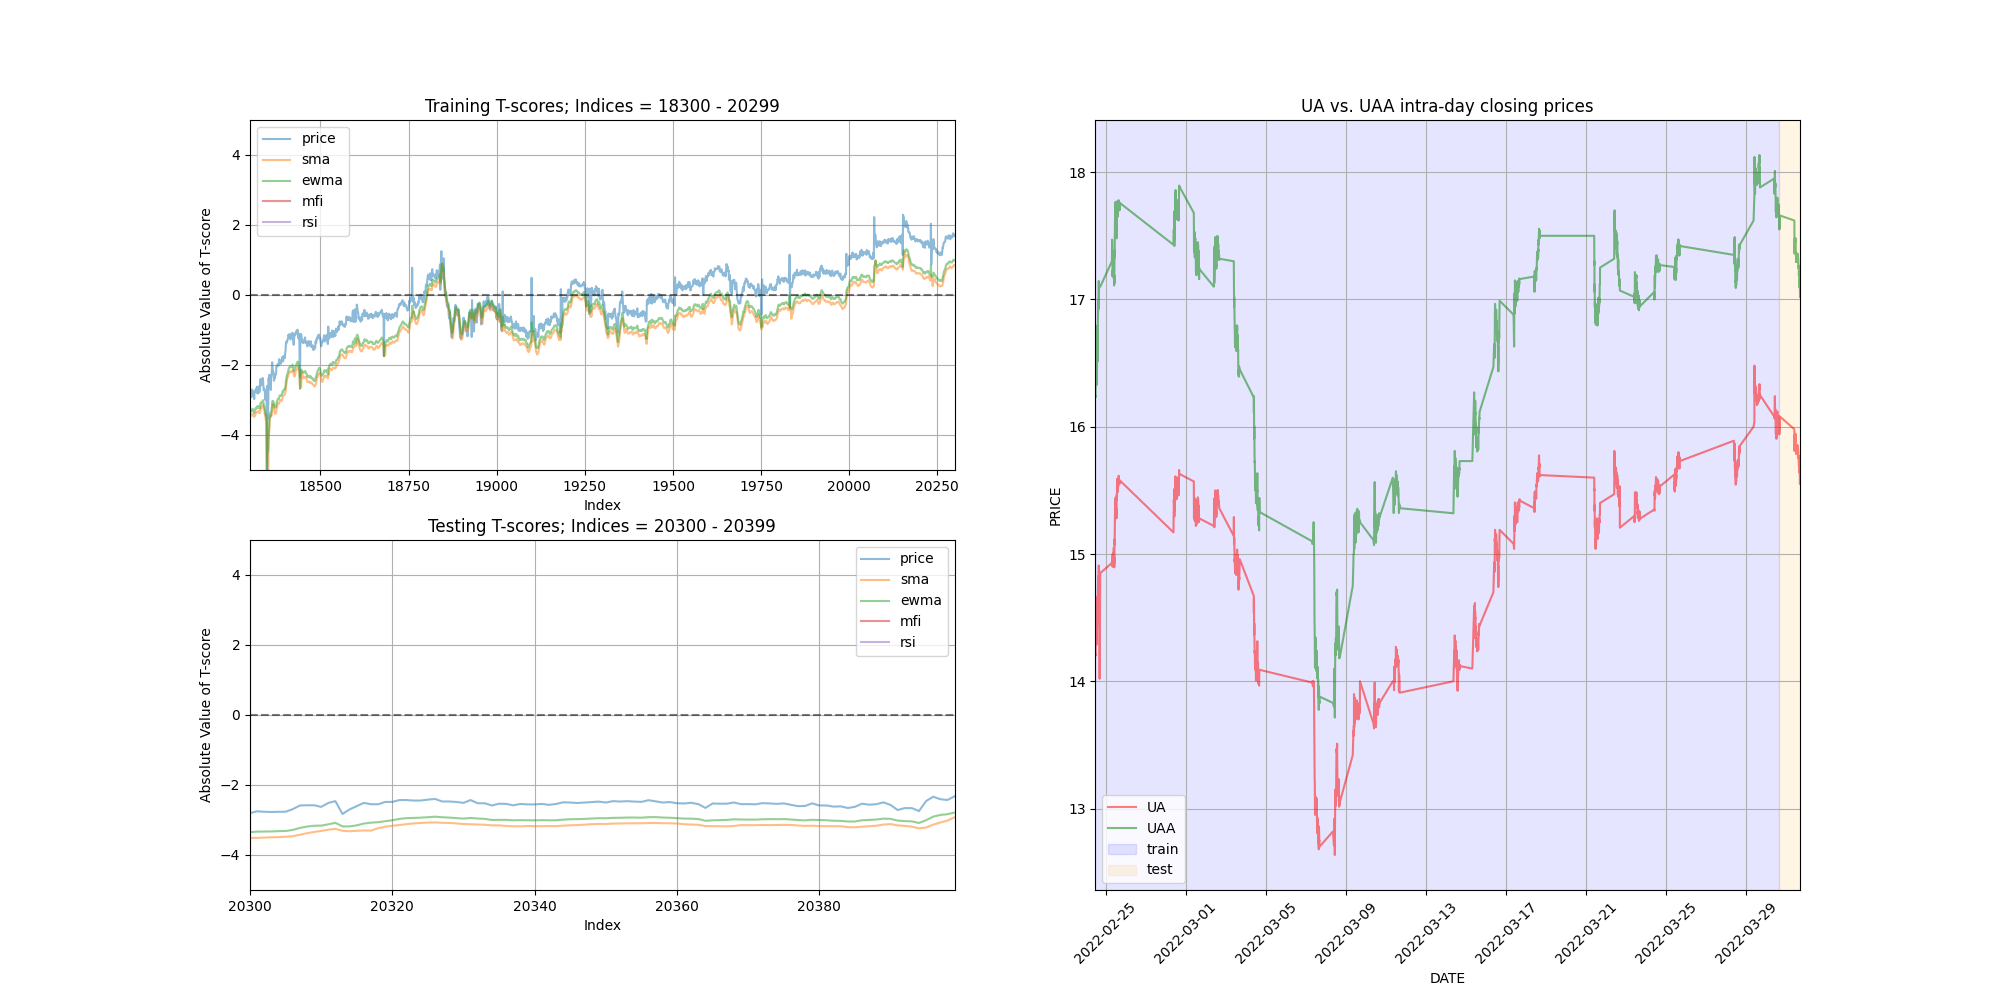 Training T-scores; Indices = 18300 - 20299
Absolute Value of T-score
4
2
0
−2
−4
price
sma
ewma
mfi
rsi
18500 18750 19000 19250 19500 19750 20000 20250
Index
Testing T-scores; Indices = 20300 - 20399
Absolute Value of T-score
4
2
0
−2
−4
price
sma
ewma
mfi
rsi
20300 20320 20340 20360 20380
Index
UA vs. UAA intra-day closing prices
PRICE
18
17
16
15
14
13
UA
UAA
train
test
2022-02-25 2022-03-01 2022-03-05 2022-03-09 2022-03-13 2022-03-17 2022-03-21 2022-03-25 2022-03-29
DATE